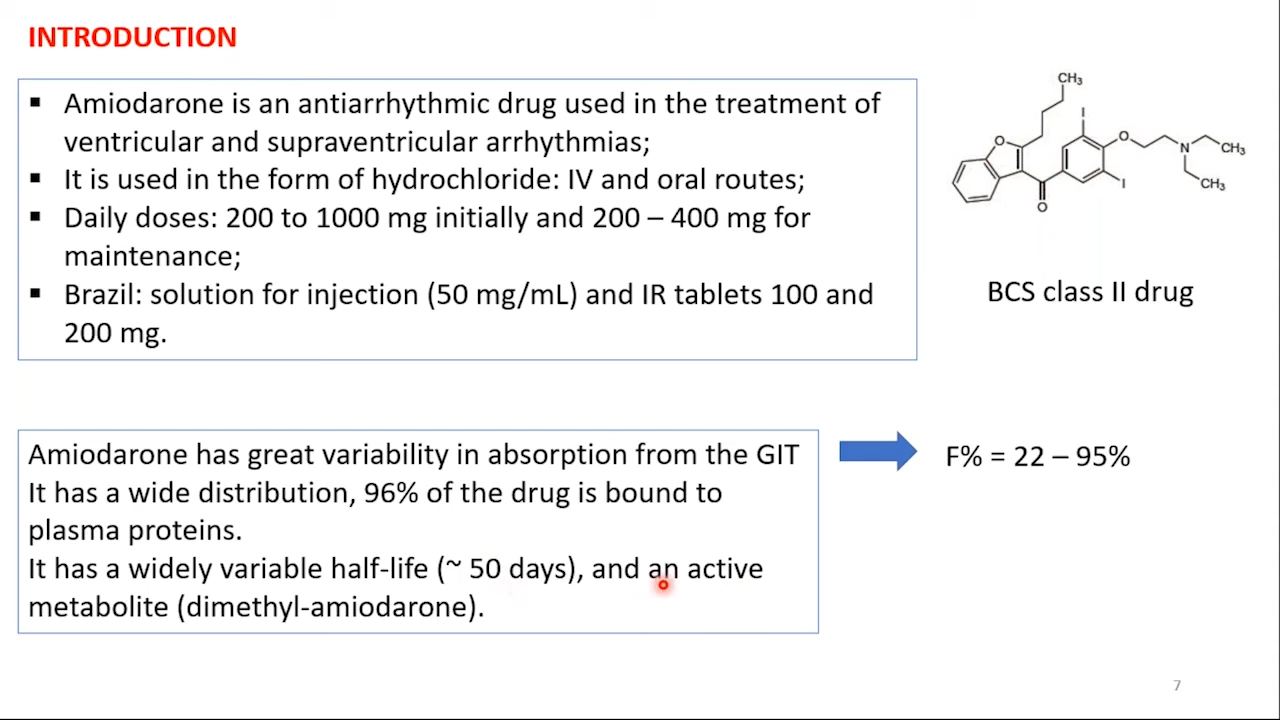 INTRODUCTION
▪ Amiodarone is an antiarrhythmic drug used in the treatment of
ventricular and supraventricular arrhythmias;
▪ It is used in the form of hydrochloride: IV and oral routes;
▪ Daily doses: 200 to 1000 mg initially and 200 – 400 mg for
maintenance;
▪ Brazil: solution for injection (50 mg/mL) and IR tablets 100 and
200 mg.
CH3
O
I
O
N
CH3
CH3
I
O
BCS class II drug
Amiodarone has great variability in absorption from the GIT
It has a wide distribution, 96% of the drug is bound to
plasma proteins.
It has a widely variable half-life (~ 50 days), and an active
metabolite (dimethyl-amiodarone).
F% = 22 – 95%
7